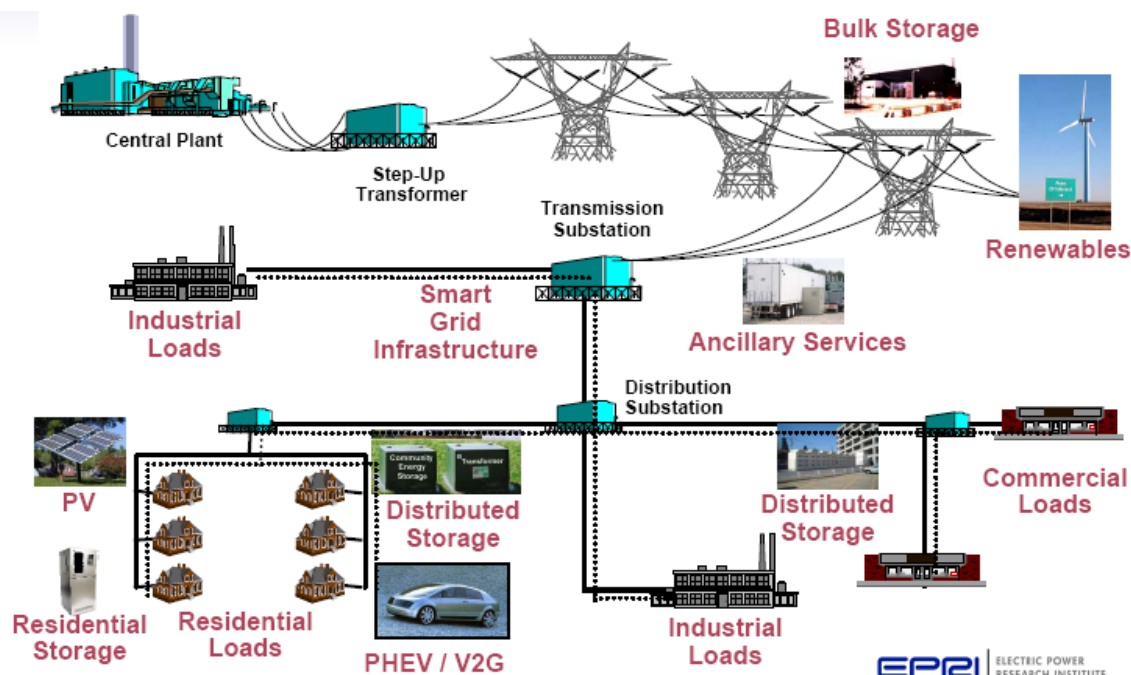 Bulk Storage
Central Plant
Step-Up
Transformer
Transmission
Substation
Renewables
Smart
Grid
Infrastructure
Industrial
Loads
Ancillary Services
Distribution
Substation
Community
Energy
Storage
Transformer
PV
Distributed
Storage
Distributed
Storage
Commercial
Loads
Residential
Storage
Residential
Loads
PHEV / V2G
Industrial
Loads
EPRI
ELECTRIC POWER
RESEARCH INSTITUTE